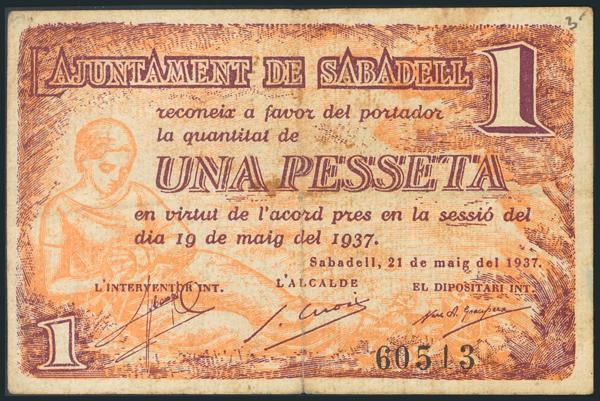 L'AJUNTAMENT DE SABADELL
1
reconeix a favor del portador
la quantitat de
UNA PESSETA
en virtut de l'acord pres en la sessió del
dia 19 de maig del 1937.
Sabadell, 21 de maig del 1937.
L'INTERVENTOR INT. L'ALCALDE EL DIPOSITARI INT.
1
60513